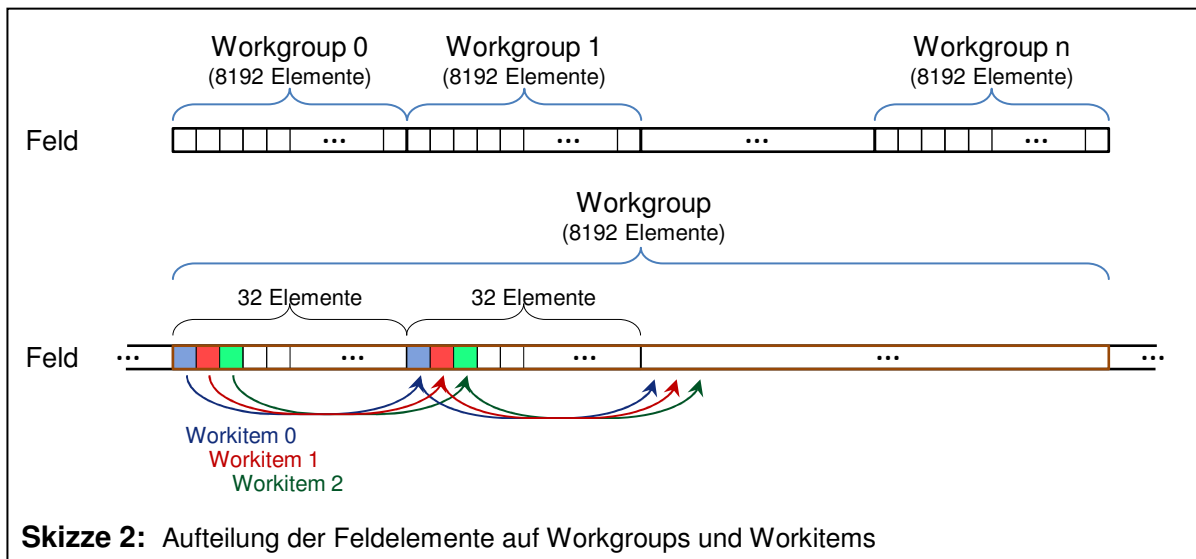 Workgroup 0 Workgroup 1 Workgroup n
(8192 Elemente) (8192 Elemente) (8192 Elemente)
Feld ... ... ... ...
Workgroup
(8192 Elemente)
32 Elemente 32 Elemente
Feld ... ... ... ... ...
Workitem 0
Workitem 1
Workitem 2
Skizze 2: Aufteilung der Feldelemente auf Workgroups und Workitems